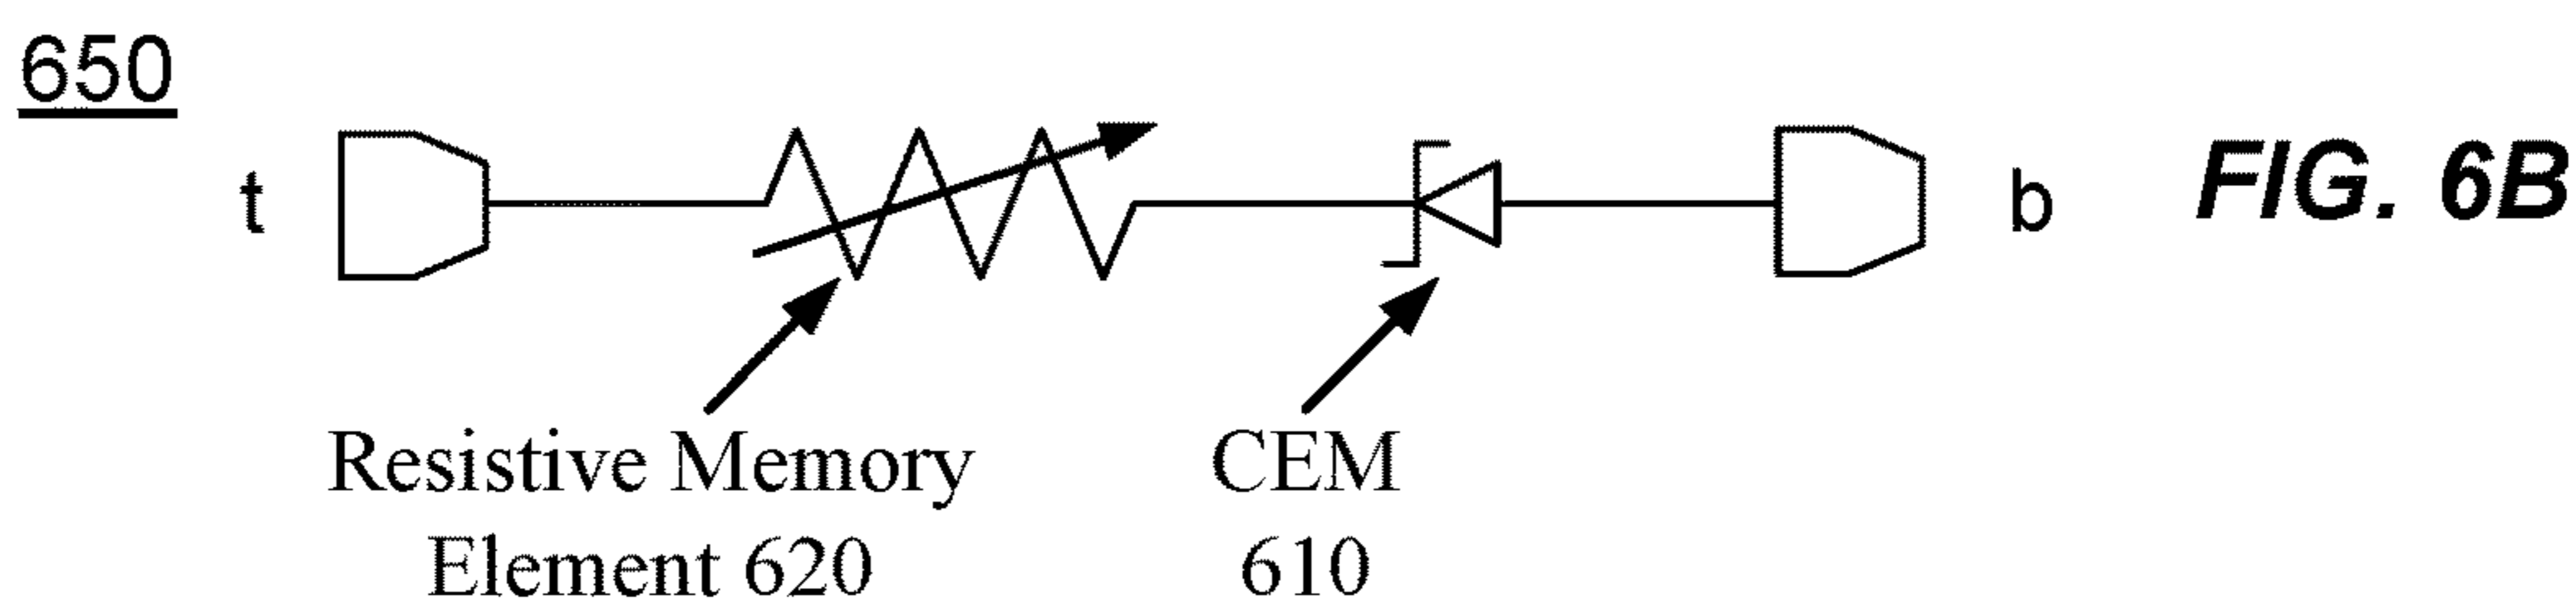 650
t
b
FIG. 6B
Resistive Memory
Element 620
CEM
610